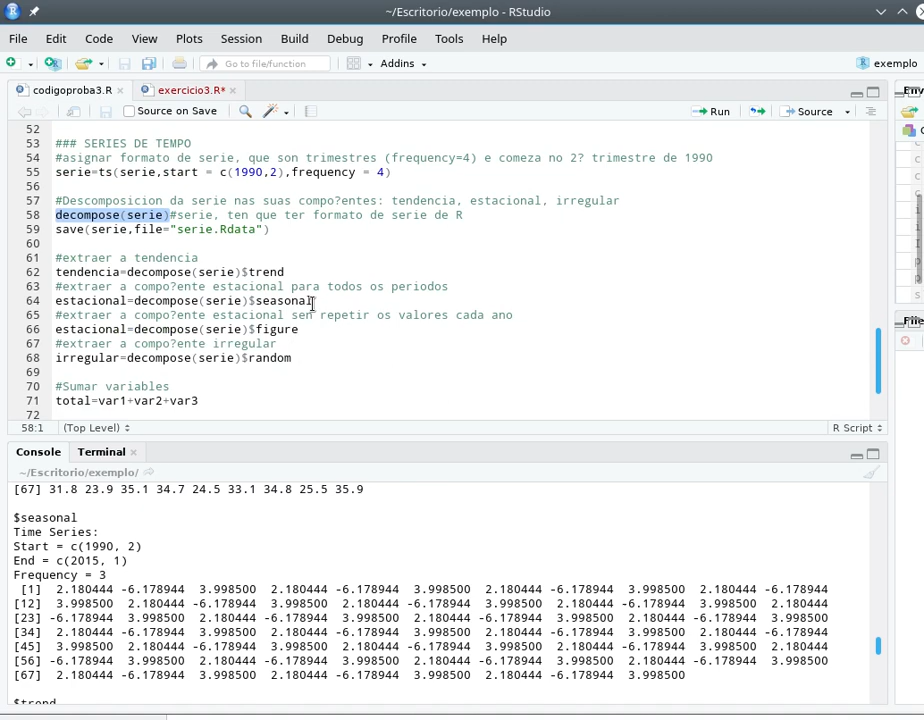 ~/Escritorio/exemplo - RStudio
File Edit Code View Plots Session Build Debug Profile Tools Help
Go to file/function Addins exemplo
codigoproba3.R × exercicio3.R* ×
Source on Save Run Source
52
53 ### SERIES DE TEMPO
54 #asignar formato de serie, que son trimestres (frequency=4) e comeza no 2? trimestre de 1990
55 serie=ts(serie,start = c(1990,2),frequency = 4)
56
57 #Descomposicion da serie nas suas compo?entes: tendencia, estacional, irregular
58 decompose(serie)#serie, ten que ter formato de serie de R
59 save(serie,file="serie.Rdata")
60
61 #extraer a tendencia
62 tendencia=decompose(serie)$trend
63 #extraer a compo?ente estacional para todos os periodos
64 estacional=decompose(serie)$seasonal
65 #extraer a compo?ente estacional sen repetir os valores cada ano
66 estacional=decompose(serie)$figure
67 #extraer a compo?ente irregular
68 irregular=decompose(serie)$random
69
70 #Sumar variables
71 total=var1+var2+var3
72
58:1 (Top Level) R Script
Console Terminal ×
~/Escritorio/exemplo/
[67] 31.8 23.9 35.1 34.7 24.5 33.1 34.8 25.5 35.9
$seasonal
Time Series:
Start = c(1990, 2)
End = c(2015, 1)
Frequency = 3
[1] 2.180444 -6.178944 3.998500 2.180444 -6.178944 3.998500 2.180444 -6.178944 3.998500 2.180444 -6.178944
[12] 3.998500 2.180444 -6.178944 3.998500 2.180444 -6.178944 3.998500 2.180444 -6.178944 3.998500 2.180444
[23] -6.178944 3.998500 2.180444 -6.178944 3.998500 2.180444 -6.178944 3.998500 2.180444 -6.178944 3.998500
[34] 2.180444 -6.178944 3.998500 2.180444 -6.178944 3.998500 2.180444 -6.178944 3.998500 2.180444 -6.178944
[45] 3.998500 2.180444 -6.178944 3.998500 2.180444 -6.178944 3.998500 2.180444 -6.178944 3.998500 2.180444
[56] -6.178944 3.998500 2.180444 -6.178944 3.998500 2.180444 -6.178944 3.998500 2.180444 -6.178944 3.998500
[67] 2.180444 -6.178944 3.998500 2.180444 -6.178944 3.998500 2.180444 -6.178944 3.998500
$trend